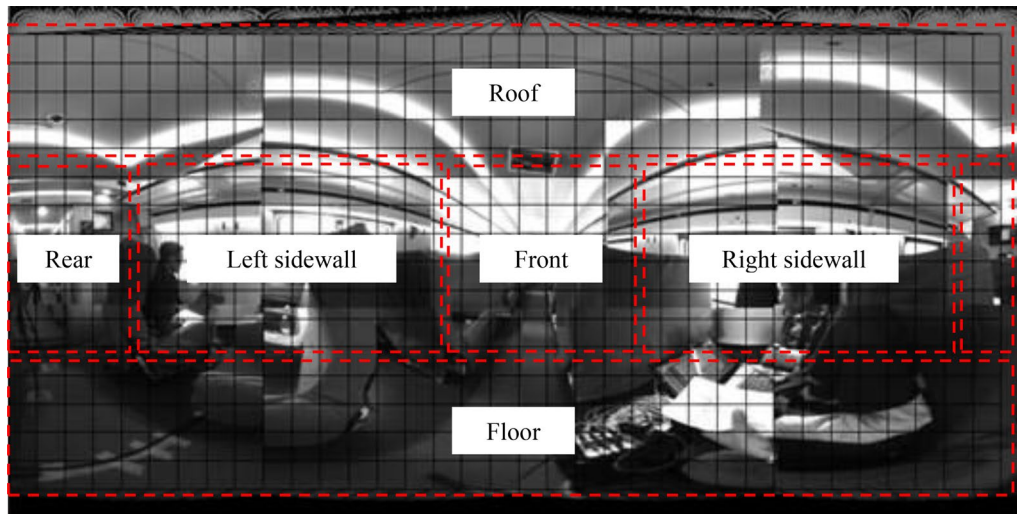 Roof
Rear
Left sidewall
Front
Right sidewall
Floor